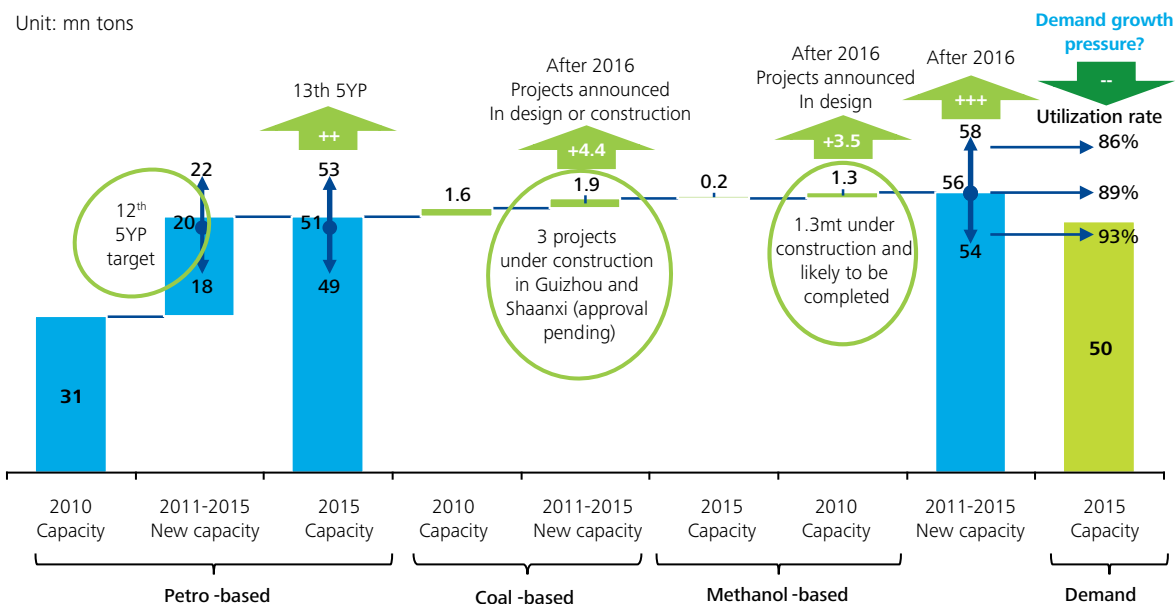 Unit: mn tons
Demand growth
pressure?
--
Utilization rate
86%
89%
93%
13th 5YP
++
After 2016
Projects announced
In design or construction
+4.4
After 2016
Projects announced
In design
+3.5
After 2016
+++
12th
5YP
target
31
22
20
18
53
51
49
1.6
1.9
3 projects
under construction
in Guizhou and
Shaanxi (approval
pending)
0.2
1.3
1.3mt under
construction and
likely to be
completed
58
56
54
50
2010
Capacity
2011-2015
New capacity
2015
Capacity
2010
Capacity
2011-2015
New capacity
2015
Capacity
2010
Capacity
2011-2015
New capacity
2015
Capacity
Petro -based
Coal -based
Methanol -based
Demand